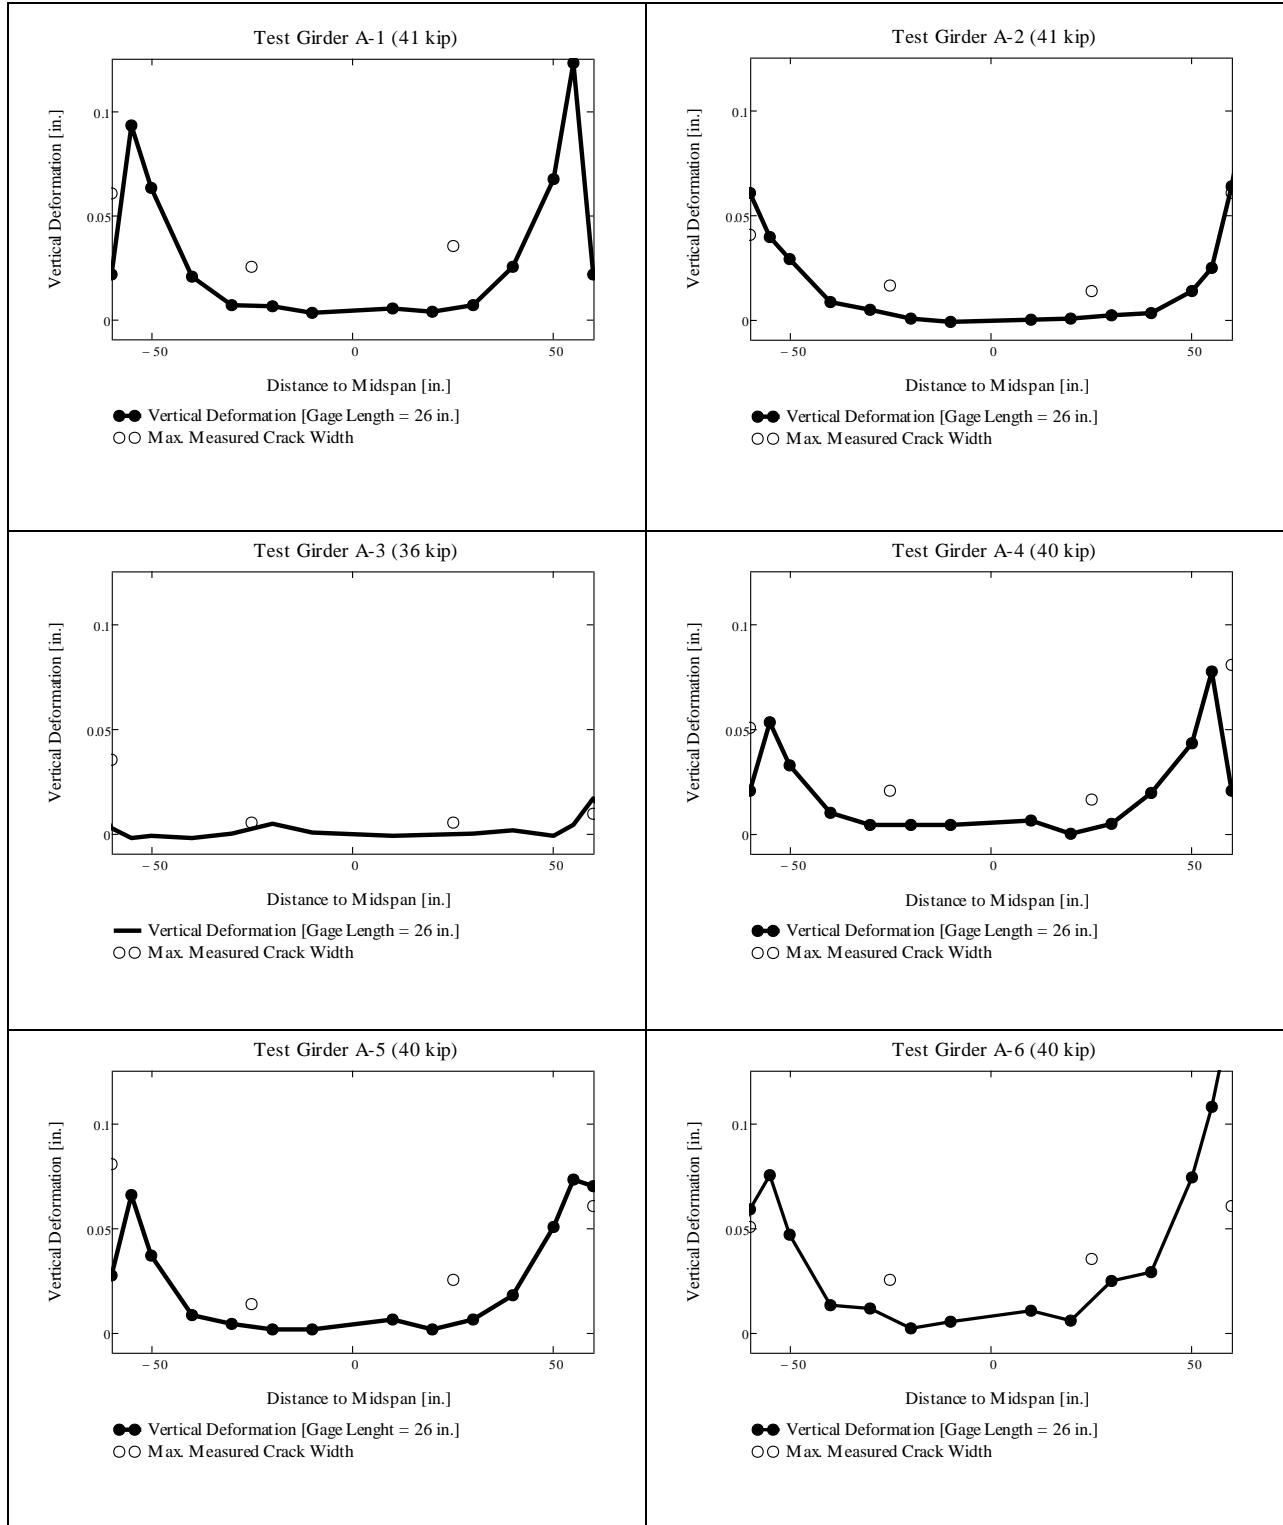 Test Girder A-1 (41 kip)
Vertical Deformation [in.]
0.1
0.05
0
− 50
0
50
Distance to Midspan [in.]
Vertical Deformation [Gage Length = 26 in.]
Max. Measured Crack Width
Test Girder A-2 (41 kip)
Vertical Deformation [in.]
0.1
0.05
0
− 50
0
50
Distance to Midspan [in.]
Vertical Deformation [Gage Length = 26 in.]
Max. Measured Crack Width
Test Girder A-3 (36 kip)
Vertical Deformation [in.]
0.1
0.05
0
− 50
0
50
Distance to Midspan [in.]
Vertical Deformation [Gage Length = 26 in.]
Max. Measured Crack Width
Test Girder A-4 (40 kip)
Vertical Deformation [in.]
0.1
0.05
0
− 50
0
50
Distance to Midspan [in.]
Vertical Deformation [Gage Length = 26 in.]
Max. Measured Crack Width
Test Girder A-5 (40 kip)
Vertical Deformation [in.]
0.1
0.05
0
− 50
0
50
Distance to Midspan [in.]
Vertical Deformation [Gage Lenght = 26 in.]
Max. Measured Crack Width
Test Girder A-6 (40 kip)
Vertical Deformation [in.]
0.1
0.05
0
− 50
0
50
Distance to Midspan [in.]
Vertical Deformation [Gage Length = 26 in.]
Max. Measured Crack Width